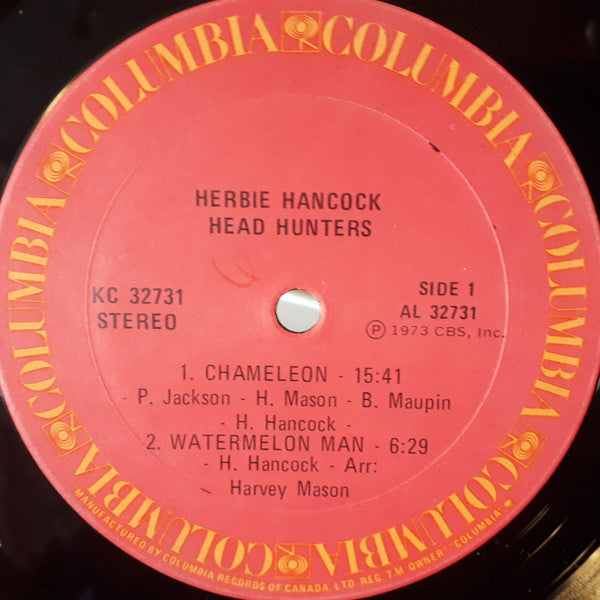 COLUMBIA COLUMBIA COLUMBIA COLUMBIA COLUMBIA COLUMBIA COLUMBIA
HERBIE HANCOCK
HEAD HUNTERS
KC 32731
STEREO
SIDE 1
AL 32731
Ⓟ 1973 CBS, Inc.
1. CHAMELEON - 15:41
- P. Jackson - H. Mason - B. Maupin
- H. Hancock -
2. WATERMELON MAN - 6:29
- H. Hancock - Arr:
Harvey Mason
"MANUFACTURED BY COLUMBIA RECORDS OF CANADA, LTD REG. T.M. OWNER" "COLUMBIA"